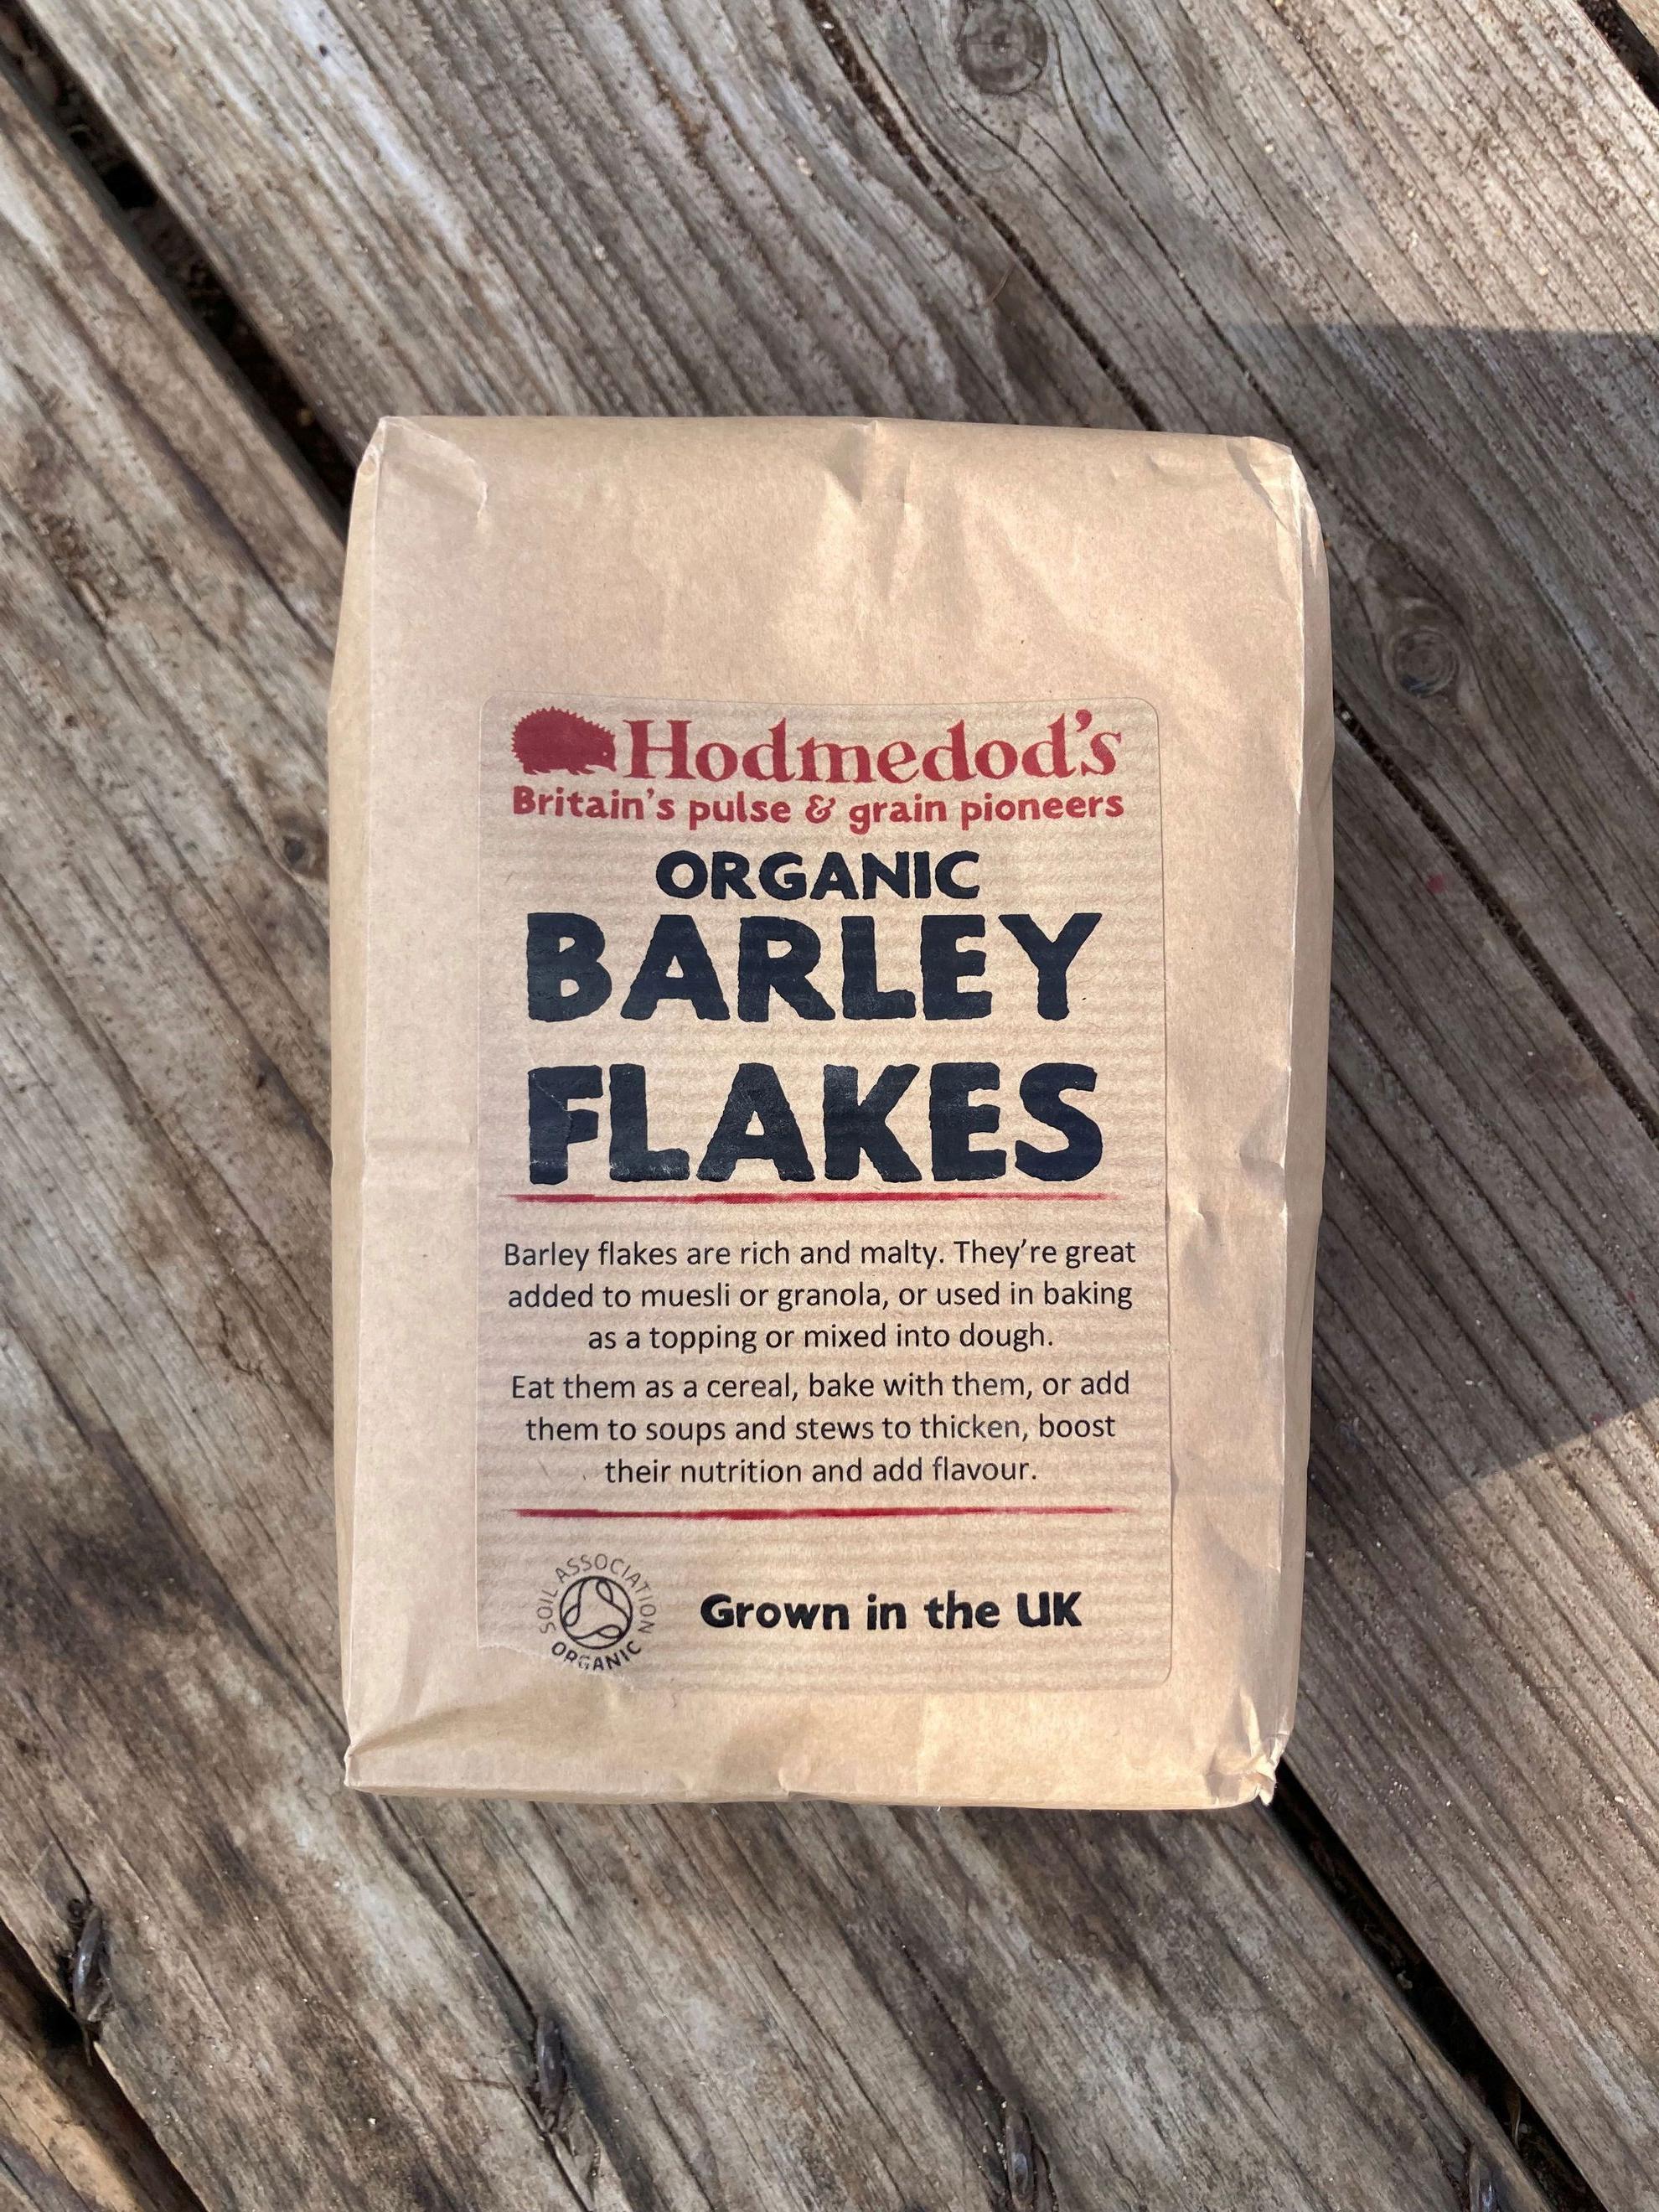 Hodmedod's
Britain's pulse & grain pioneers
ORGANIC
BARLEY
FLAKES
Barley flakes are rich and malty. They're great
added to muesli or granola, or used in baking
as a topping or mixed into dough.
Eat them as a cereal, bake with them, or add
them to soups and stews to thicken, boost
their nutrition and add flavour.
SOIL ASSOCIATION
ORGANIC
Grown in the UK